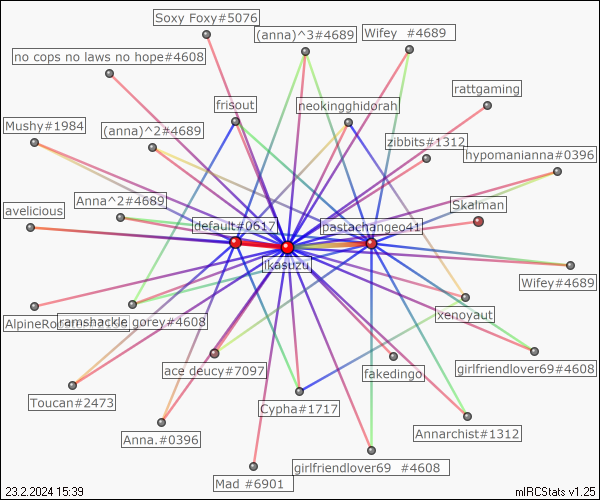 Soxy Foxy#5076
(anna)^3#4689
Wifey #4689
no cops no laws no hope#4608
rattgaming
frisout
neokingghidorah
Mushy#1984
(anna)^2#4689
zibbits#1312
hypomanianna#0396
Anna^2#4689
avelicious
Skalman
default#0617
pastachangeo41
ikasuzu
Wifey#4689
xenoyaut
ramshackle gorey#4608
girlfriendlover69#4608
ace deucy#7097
fakedingo
Toucan#2473
Cypha#1717
Anna.#0396
Annarchist#1312
girlfriendlover69 #4608
Mad #6901
23.2.2024 15:39
mIRCStats v1.25